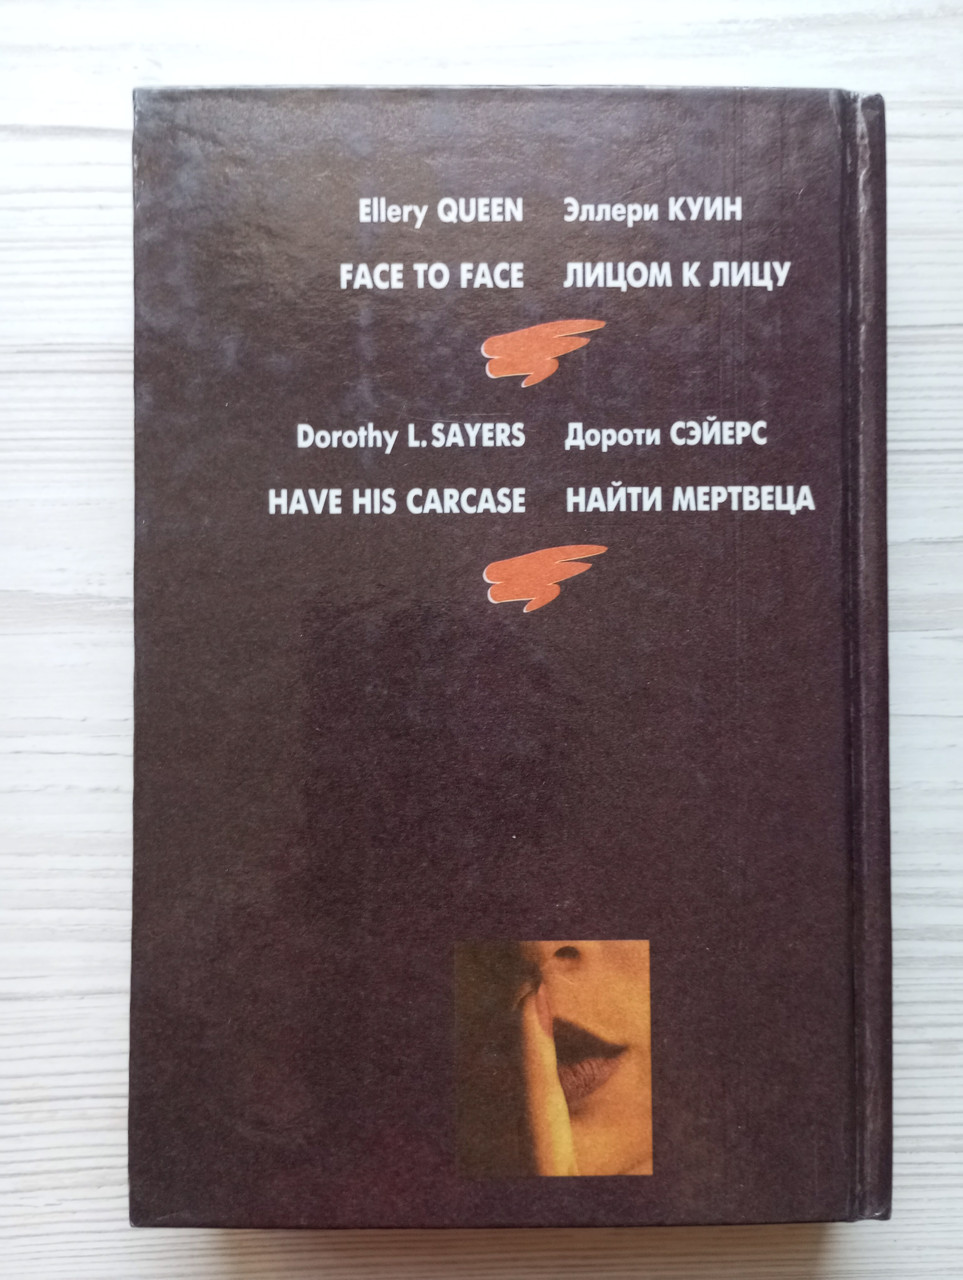 Ellery QUEEN Эллери КУИН
FACE TO FACE ЛИЦОМ К ЛИЦУ
Dorothy L. SAYERS Дороти СЭЙЕРС
HAVE HIS CARCASE НАЙТИ МЕРТВЕЦА